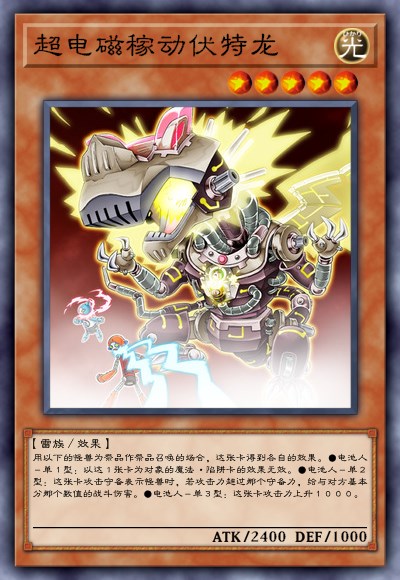 超电磁稼动伏特龙
光
【雷族／效果】
用以下的怪兽为祭品作祭品召唤的场合，这张卡得到各自的效果。●电池人
－单１型：以这１张卡为对象的魔法·陷阱卡的效果无效。●电池人－单２
型：这张卡攻击守备表示怪兽时，若攻击力超过那个守备力，给与对方基本
分那个数值的战斗伤害。●电池人－单３型：这张卡攻击力上升１０００。
ATK/2400 DEF/1000